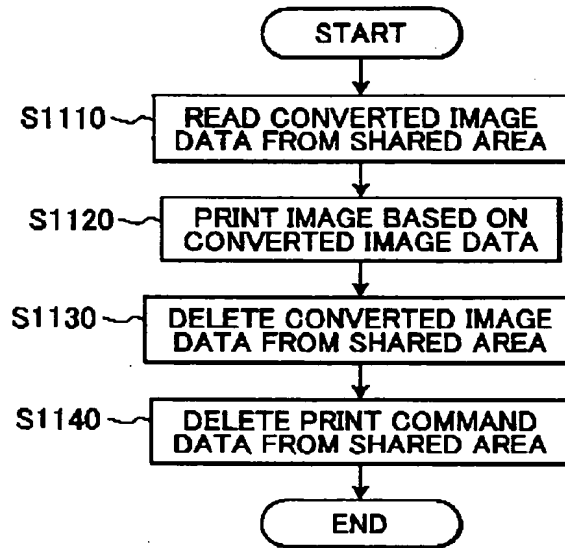 START
S1110
READ CONVERTED IMAGE
DATA FROM SHARED AREA
S1120
PRINT IMAGE BASED ON
CONVERTED IMAGE DATA
S1130
DELETE CONVERTED IMAGE
DATA FROM SHARED AREA
S1140
DELETE PRINT COMMAND
DATA FROM SHARED AREA
END